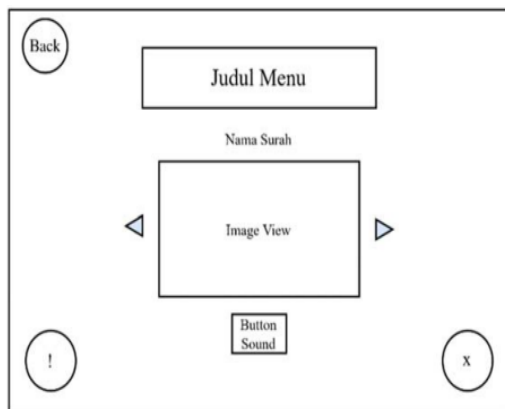 Back
Judul Menu
Nama Surah
Image View
Button
Sound
!
x